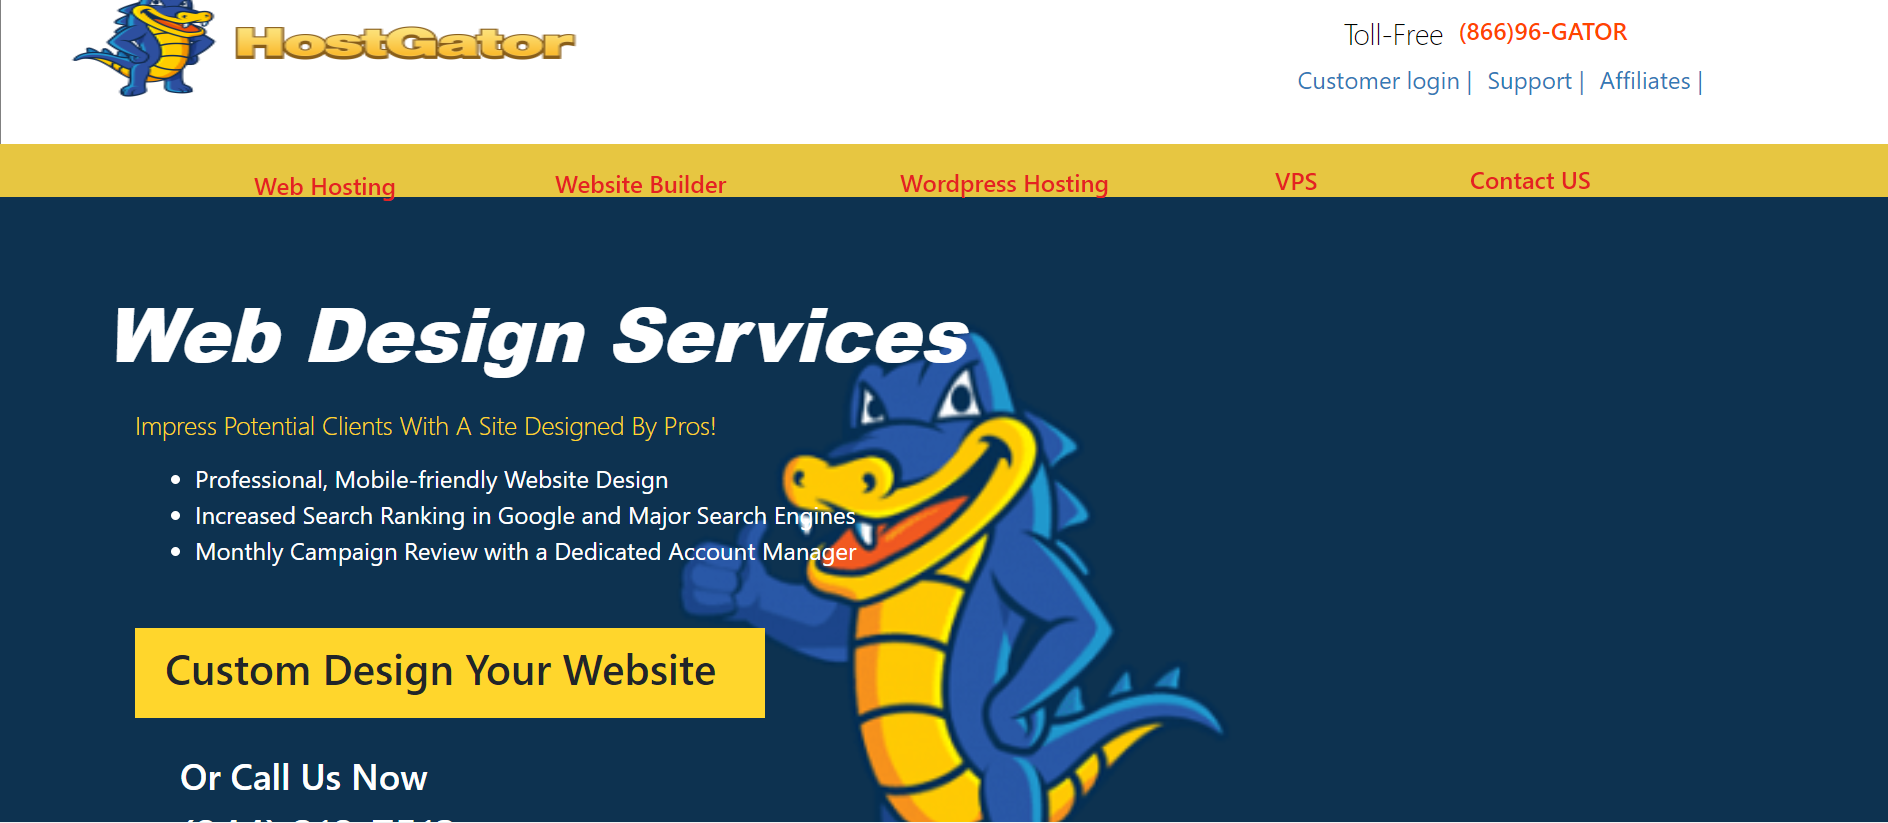 HostGator
Toll-Free (866)96-GATOR
Customer login | Support | Affiliates |
Web Hosting Website Builder Wordpress Hosting VPS Contact US
Web Design Services
Impress Potential Clients With A Site Designed By Pros!
Professional, Mobile-friendly Website Design
Increased Search Ranking in Google and Major Search Engines
Monthly Campaign Review with a Dedicated Account Manager
Custom Design Your Website
Or Call Us Now